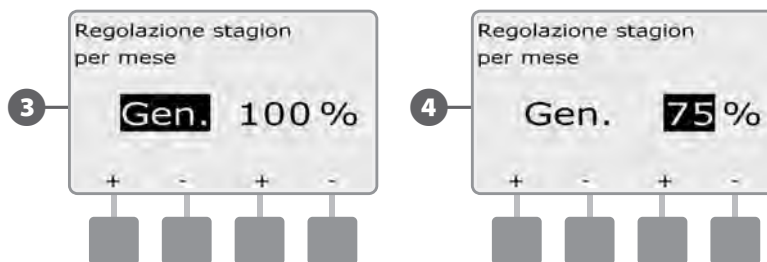 Regolazione stagion
per mese
3
Gen. 100 %
+ - + -
Regolazione stagion
per mese
4
Gen. 75 %
+ - + -